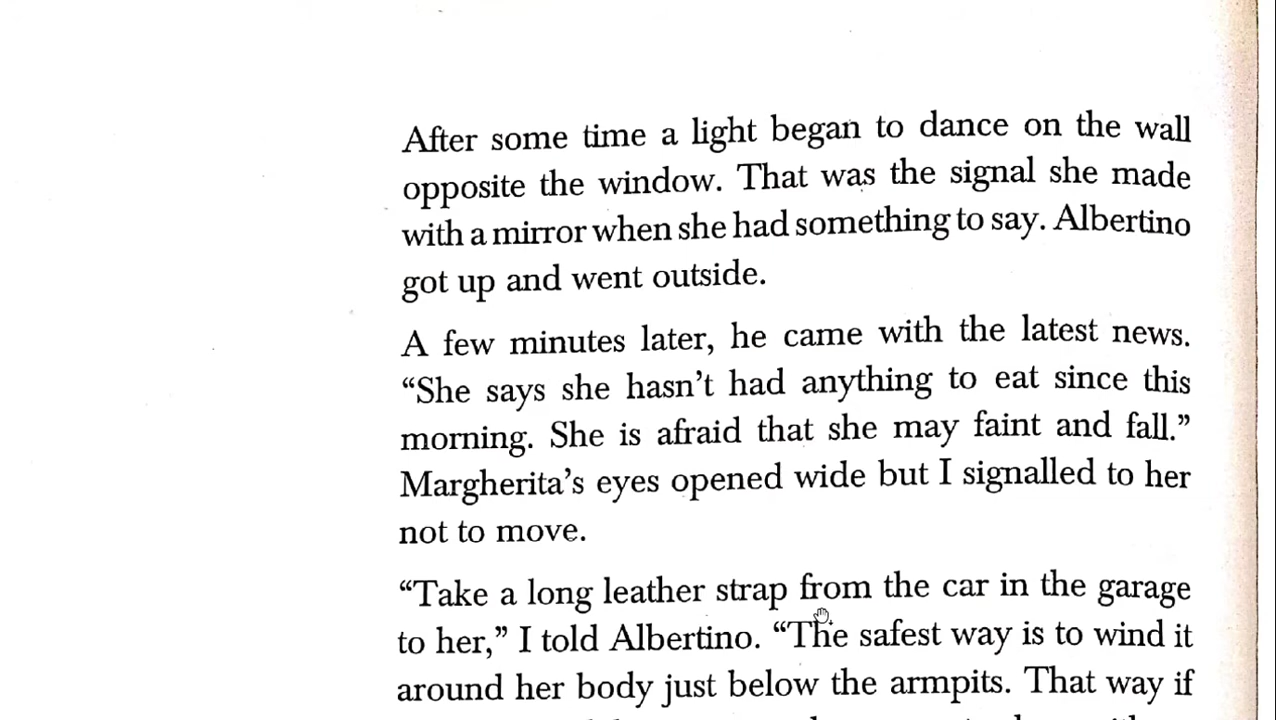 After some time a light began to dance on the wall
opposite the window. That was the signal she made
with a mirror when she had something to say. Albertino
got up and went outside.
A few minutes later, he came with the latest news.
“She says she hasn’t had anything to eat since this
morning. She is afraid that she may faint and fall.”
Margherita’s eyes opened wide but I signalled to her
not to move.
“Take a long leather strap from the car in the garage
to her,” I told Albertino. “The safest way is to wind it
around her body just below the armpits. That way if